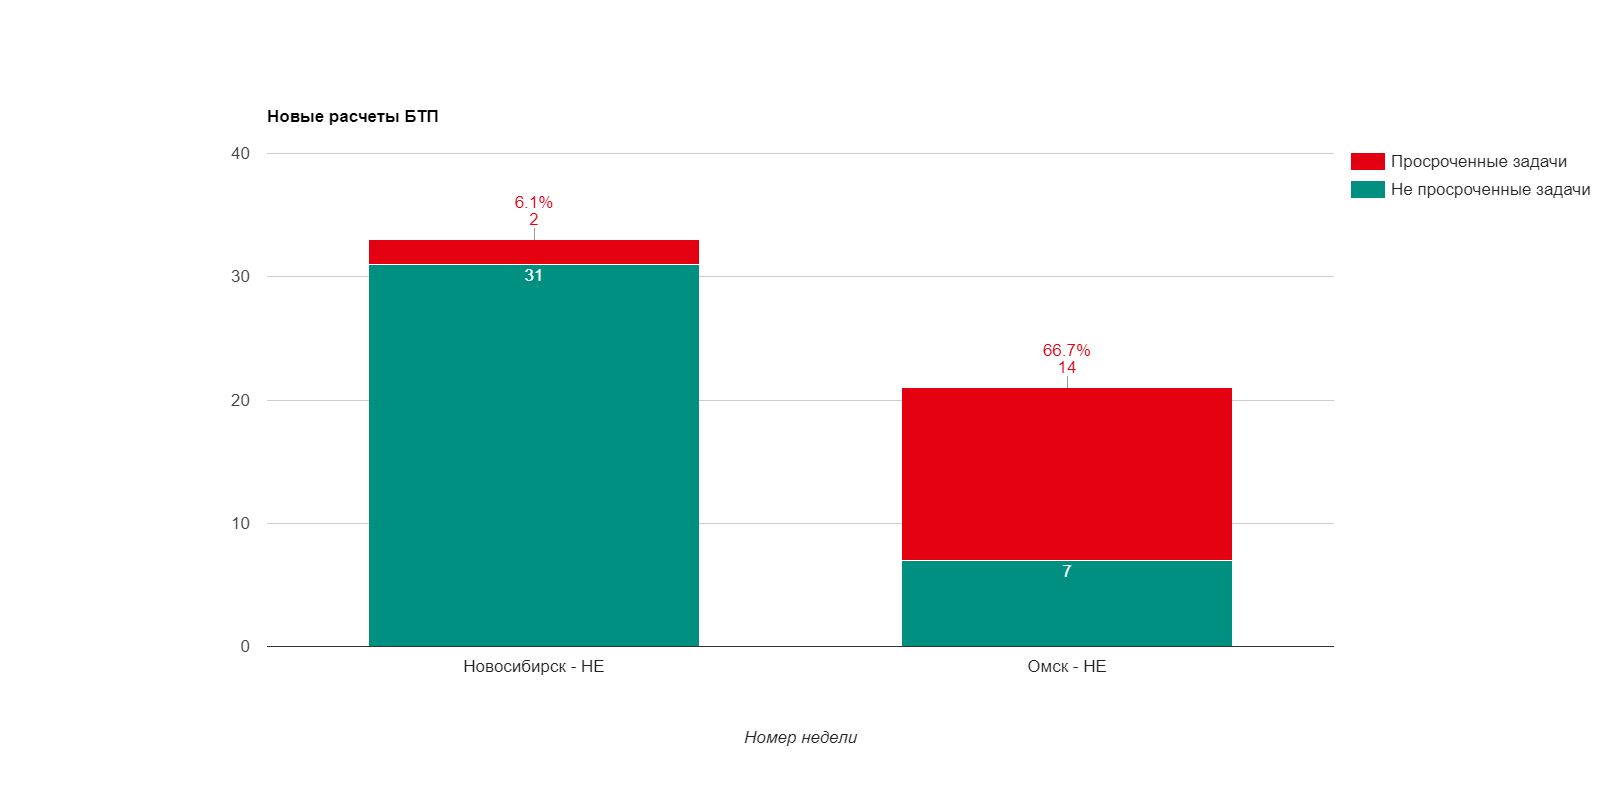 Новые расчеты БТП
40
30
20
10
0
6.1%
2
31
66.7%
14
7
Новосибирск - НЕ
Омск - НЕ
Номер недели
Просроченные задачи
Не просроченные задачи